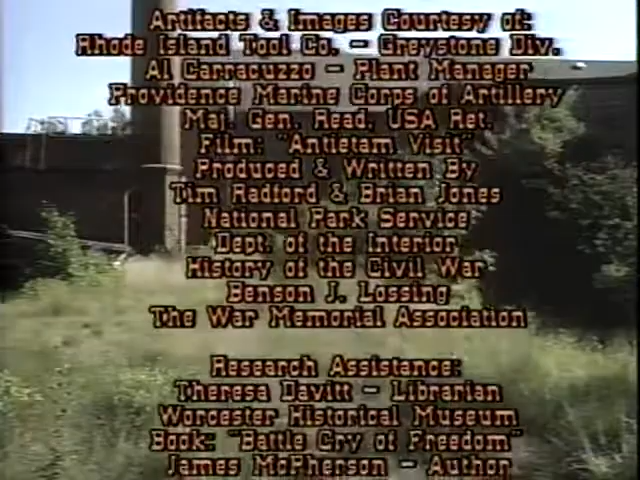 Artifacts & Images Courtesy of:
Rhode Island Tool Co. - Greystone Div.
Al Carracuzzo - Plant Manager
Providence Marine Corps of Artillery
Maj. Gen. Read, USA Ret.
Film: "Antietam Visit"
Produced & Written By
Tim Radford & Brian Jones
National Park Service
Dept. of the Interior
History of the Civil War
Benson J. Lossing
The War Memorial Association
Research Assistance:
Theresa Davitt - Librarian
Worcester Historical Museum
Book: "Battle Cry of Freedom"
James McPherson - Author